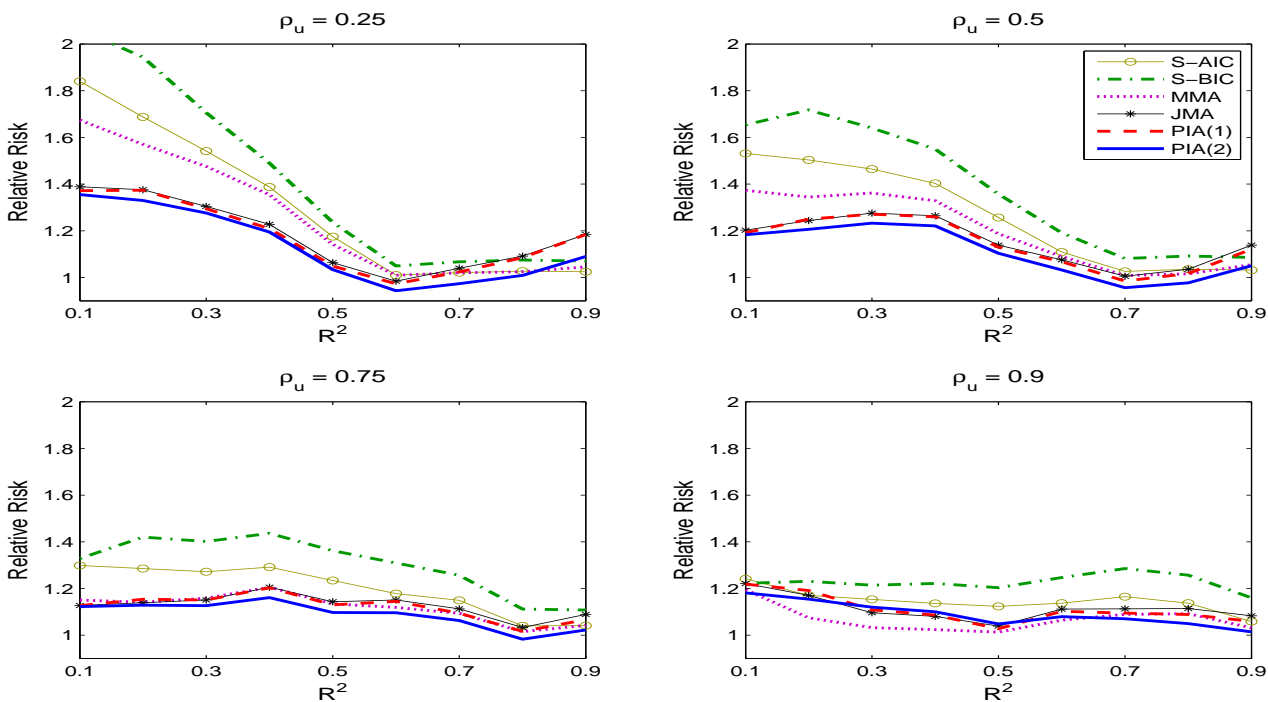 ρu = 0.25
2
1.8
1.6
1.4
1.2
1
Relative Risk
0.1 0.3 0.5 0.7 0.9
R2
ρu = 0.5
2
1.8
1.6
1.4
1.2
1
Relative Risk
S−AIC
S−BIC
MMA
JMA
PIA(1)
PIA(2)
0.1 0.3 0.5 0.7 0.9
R2
ρu = 0.75
2
1.8
1.6
1.4
1.2
1
Relative Risk
0.1 0.3 0.5 0.7 0.9
R2
ρu = 0.9
2
1.8
1.6
1.4
1.2
1
Relative Risk
0.1 0.3 0.5 0.7 0.9
R2